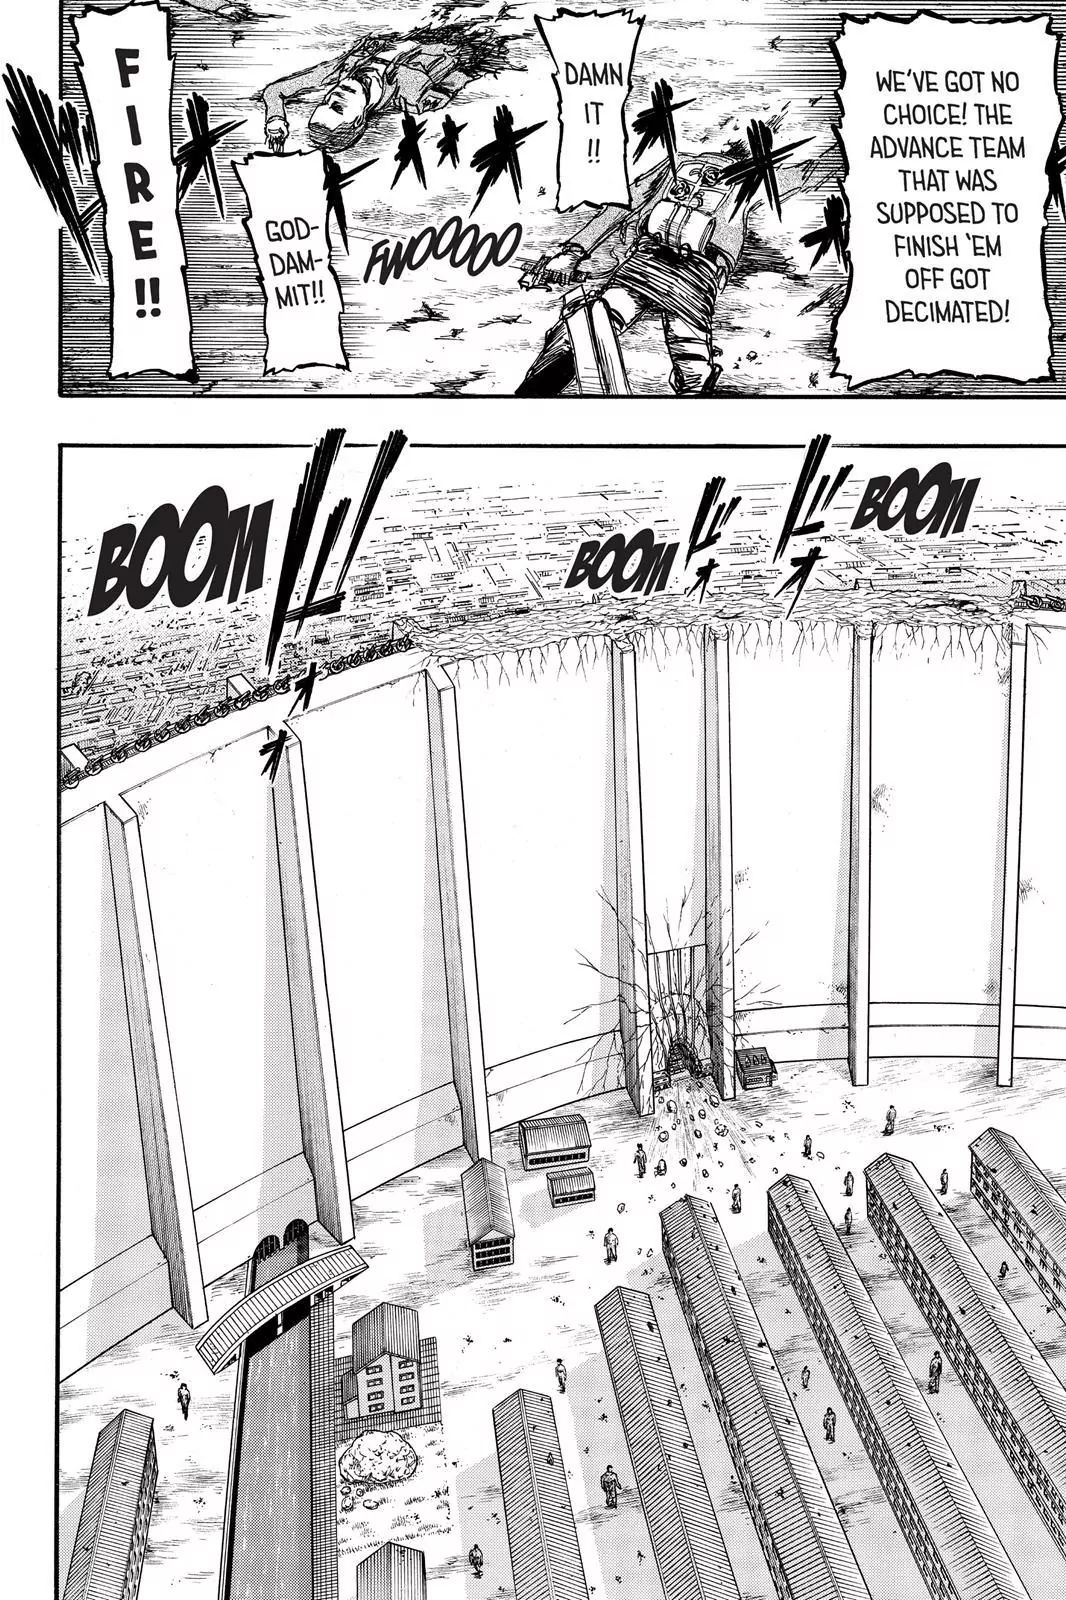 WE'VE GOT NO
CHOICE! THE
ADVANCE TEAM
THAT WAS
SUPPOSED TO
FINISH 'EM
OFF GOT
DECIMATED!
DAMN
IT
!!
FWOOOOO
GOD-
DAM-
MIT!!
FIRE!!
BOOM
BOOM
BOOM